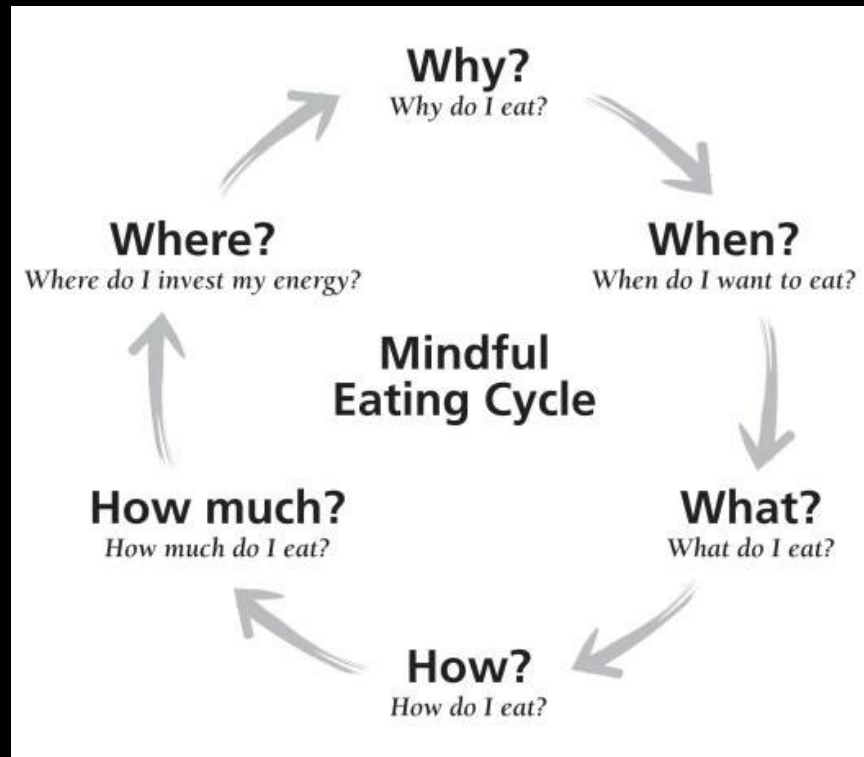 Why?
Why do I eat?
When?
When do I want to eat?
What?
What do I eat?
How?
How do I eat?
How much?
How much do I eat?
Where?
Where do I invest my energy?
Mindful
Eating Cycle